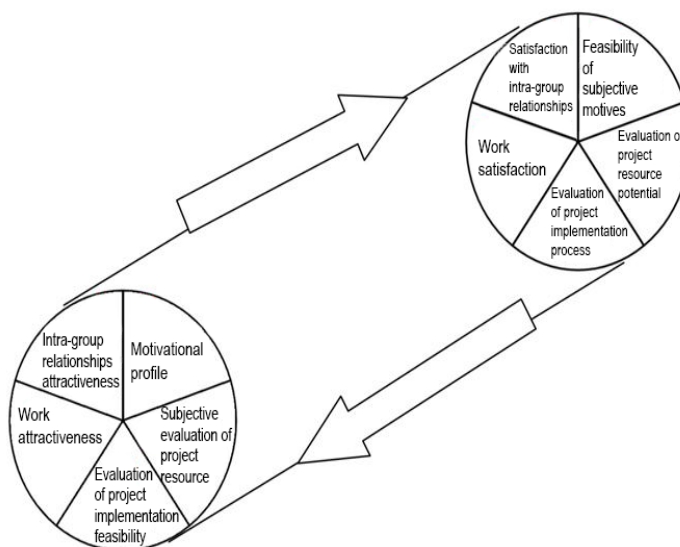 Satisfaction
with
intra-group
relationships
Feasibility
of
subjective
motives
Work
satisfaction
Evaluation o
project
resource
potential
Evaluation
of project
implementation
process
Intra-group
relationships
attractiveness
Motivational
profile
Work
attractiveness
Subjective
evaluation of
project
resource
Evaluation
of project
implementation
feasibility